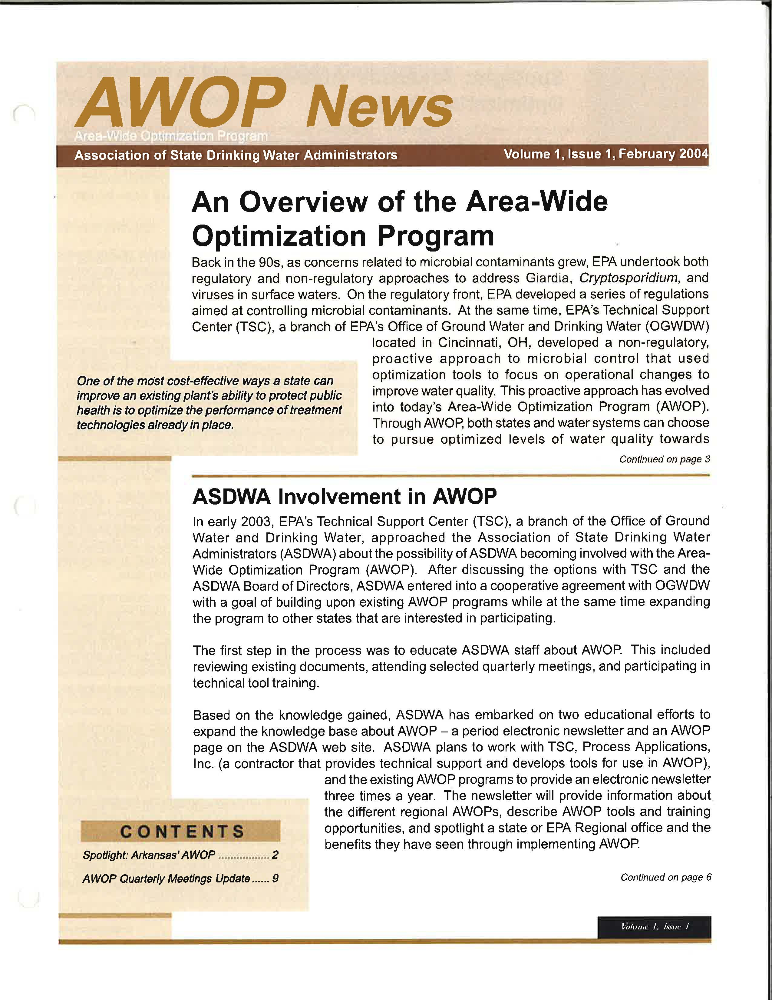 AWOP News
Area-Wide Optimization Program
Association of State Drinking Water Administrators
Volume 1, Issue 1, February 2004
An Overview of the Area-Wide
Optimization Program
Back in the 90s, as concerns related to microbial contaminants grew, EPA undertook both
regulatory and non-regulatory approaches to address Giardia, Cryptosporidium, and
viruses in surface waters. On the regulatory front, EPA developed a series of regulations
aimed at controlling microbial contaminants. At the same time, EPA's Technical Support
Center (TSC), a branch of EPA's Office of Ground Water and Drinking Water (OGWDW)
located in Cincinnati, OH, developed a non-regulatory,
proactive approach to microbial control that used
optimization tools to focus on operational changes to
improve water quality. This proactive approach has evolved
into today's Area-Wide Optimization Program (AWOP).
Through AWOP, both states and water systems can choose
to pursue optimized levels of water quality towards
Continued on page 3
One of the most cost-effective ways a state can
improve an existing plant's ability to protect public
health is to optimize the performance of treatment
technologies already in place.
ASDWA Involvement in AWOP
In early 2003, EPA's Technical Support Center (TSC), a branch of the Office of Ground
Water and Drinking Water, approached the Association of State Drinking Water
Administrators (ASDWA) about the possibility of ASDWA becoming involved with the Area-
Wide Optimization Program (AWOP). After discussing the options with TSC and the
ASDWA Board of Directors, ASDWA entered into a cooperative agreement with OGWDW
with a goal of building upon existing AWOP programs while at the same time expanding
the program to other states that are interested in participating.
The first step in the process was to educate ASDWA staff about AWOP. This included
reviewing existing documents, attending selected quarterly meetings, and participating in
technical tool training.
Based on the knowledge gained, ASDWA has embarked on two educational efforts to
expand the knowledge base about AWOP – a period electronic newsletter and an AWOP
page on the ASDWA web site. ASDWA plans to work with TSC, Process Applications,
Inc. (a contractor that provides technical support and develops tools for use in AWOP),
and the existing AWOP programs to provide an electronic newsletter
three times a year. The newsletter will provide information about
the different regional AWOPs, describe AWOP tools and training
opportunities, and spotlight a state or EPA Regional office and the
benefits they have seen through implementing AWOP.
Continued on page 6
CONTENTS
Spotlight: Arkansas' AWOP ................. 2
AWOP Quarterly Meetings Update ...... 9
Volume 1, Issue 1